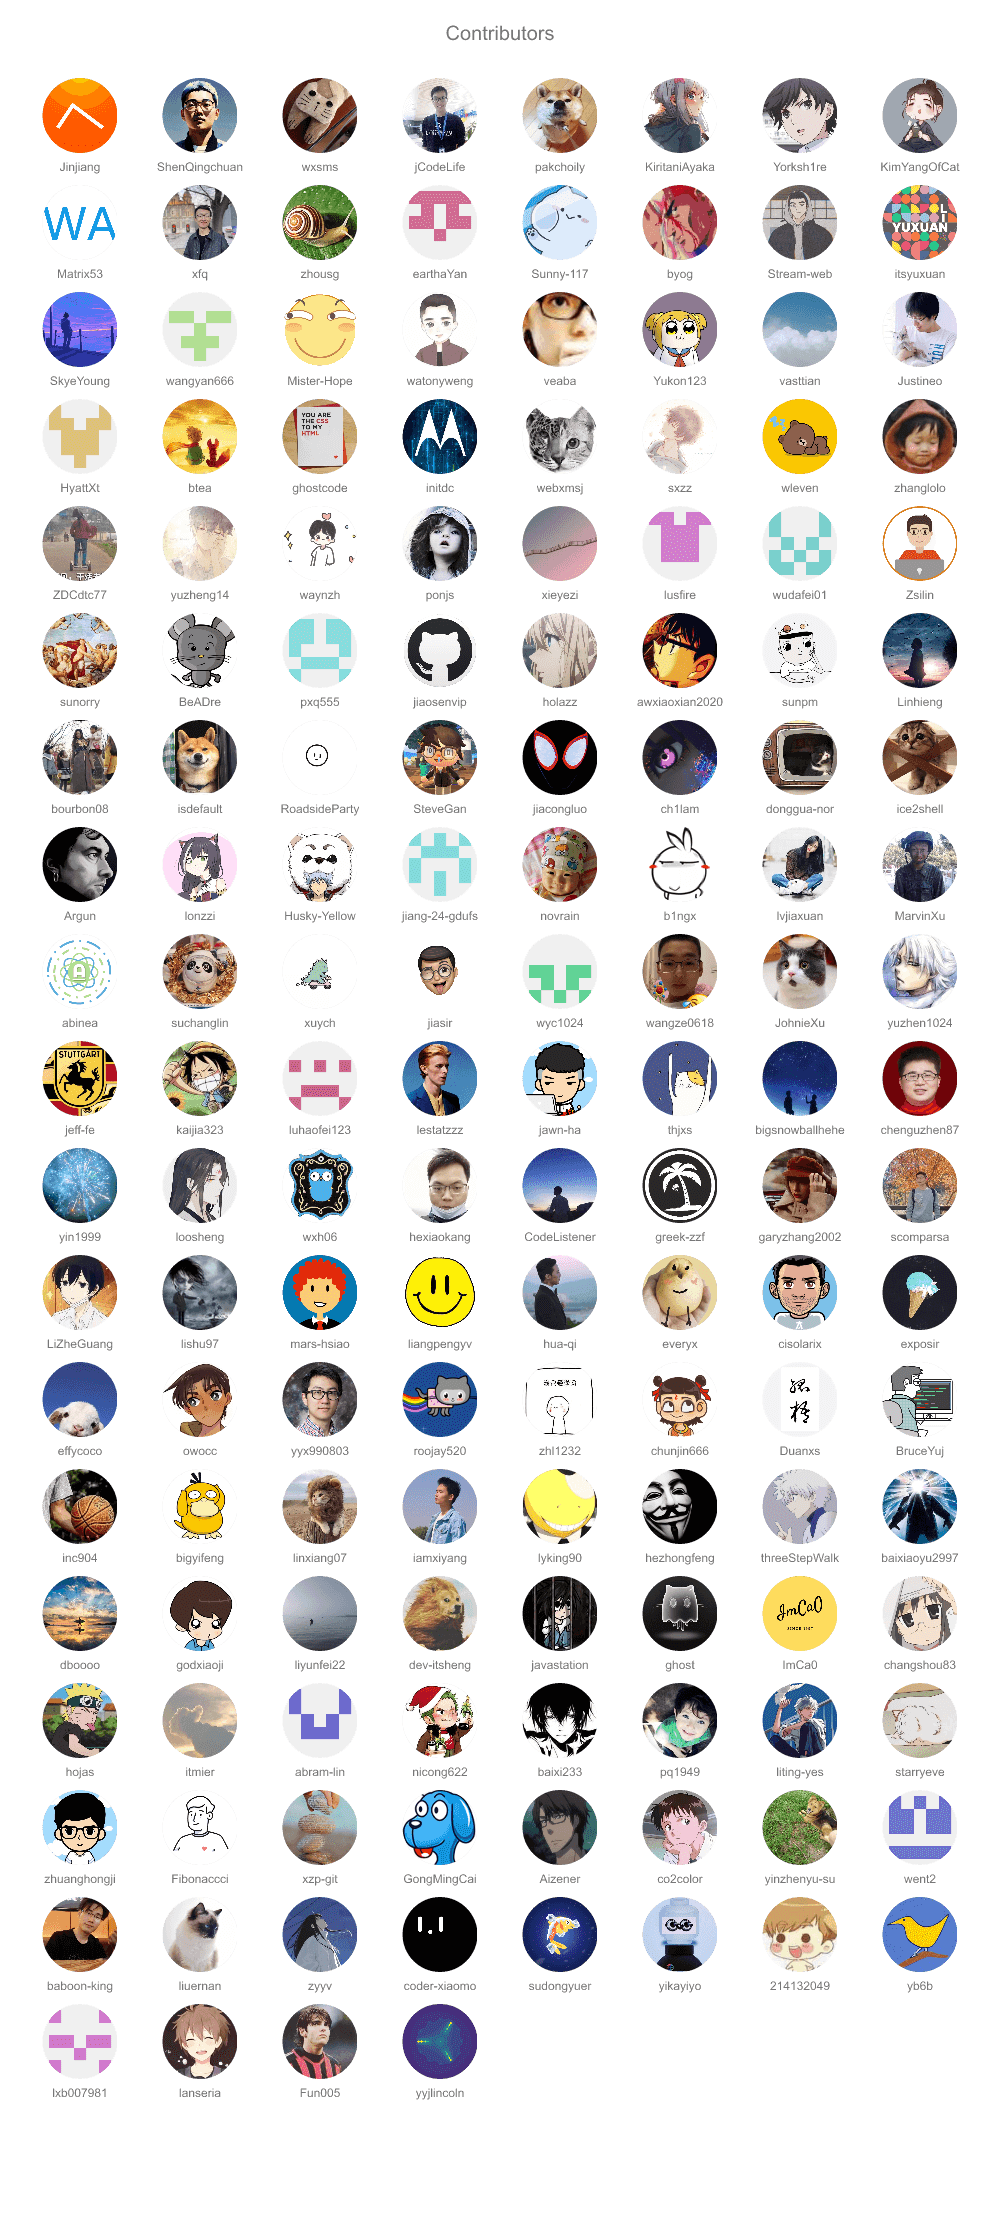 Contributors
Jinjiang ShenQingchuan wxsms jCodeLife pakchoily KiritaniAyaka Yorksh1re KimYangOfCat
WA
LI
YUXUAN
Matrix53 xfq zhousg earthaYan Sunny-117 byog Stream-web itsyuxuan
SkyeYoung wangyan666 Mister-Hope watonyweng veaba Yukon123 vasttian Justineo
YOU ARE
THE CSS
TO MY
HTML
HyattXt btea ghostcode initdc webxmsj sxzz wleven zhanglolo
ZDCdtc77 yuzheng14 waynzh ponjs xieyezi lusfire wudafei01 Zsilin
sunorry BeADre pxq555 jiaosenvip holazz awxiaoxian2020 sunpm Linhieng
bourbon08 isdefault RoadsideParty SteveGan jiacongluo ch1lam donggua-nor ice2shell
Argun lonzzi Husky-Yellow jiang-24-gdufs novrain b1ngx lvjiaxuan MarvinXu
abinea suchanglin xuych jiasir wyc1024 wangze0618 JohnieXu yuzhen1024
STUTTGART
jeff-fe kaijia323 luhaofei123 lestatzzz jawn-ha thjxs bigsnowballhehe chenguzhen87
yin1999 loosheng wxh06 hexiaokang CodeListener greek-zzf garyzhang2002 scomparsa
LiZheGuang lishu97 mars-hsiao liangpengyv hua-qi everyx cisolarix exposir
effycoco owocc yyx990803 roojay520 zhl1232 chunjin666 Duanxs BruceYuj
inc904 bigyifeng linxiang07 iamxiyang lyking90 hezhongfeng threeStepWalk baixiaoyu2997
JmCaO
SINCE 1997
dboooo godxiaoji liyunfei22 dev-itsheng javastation ghost ImCa0 changshou83
hojas itmier abram-lin nicong622 baixi233 pq1949 liting-yes starryeve
zhuanghongji Fibonaccci xzp-git GongMingCai Aizener co2color yinzhenyu-su went2
baboon-king liuernan zyyv coder-xiaomo sudongyuer yikayiyo 214132049 yb6b
lxb007981 lanseria Fun005 yyjlincoln